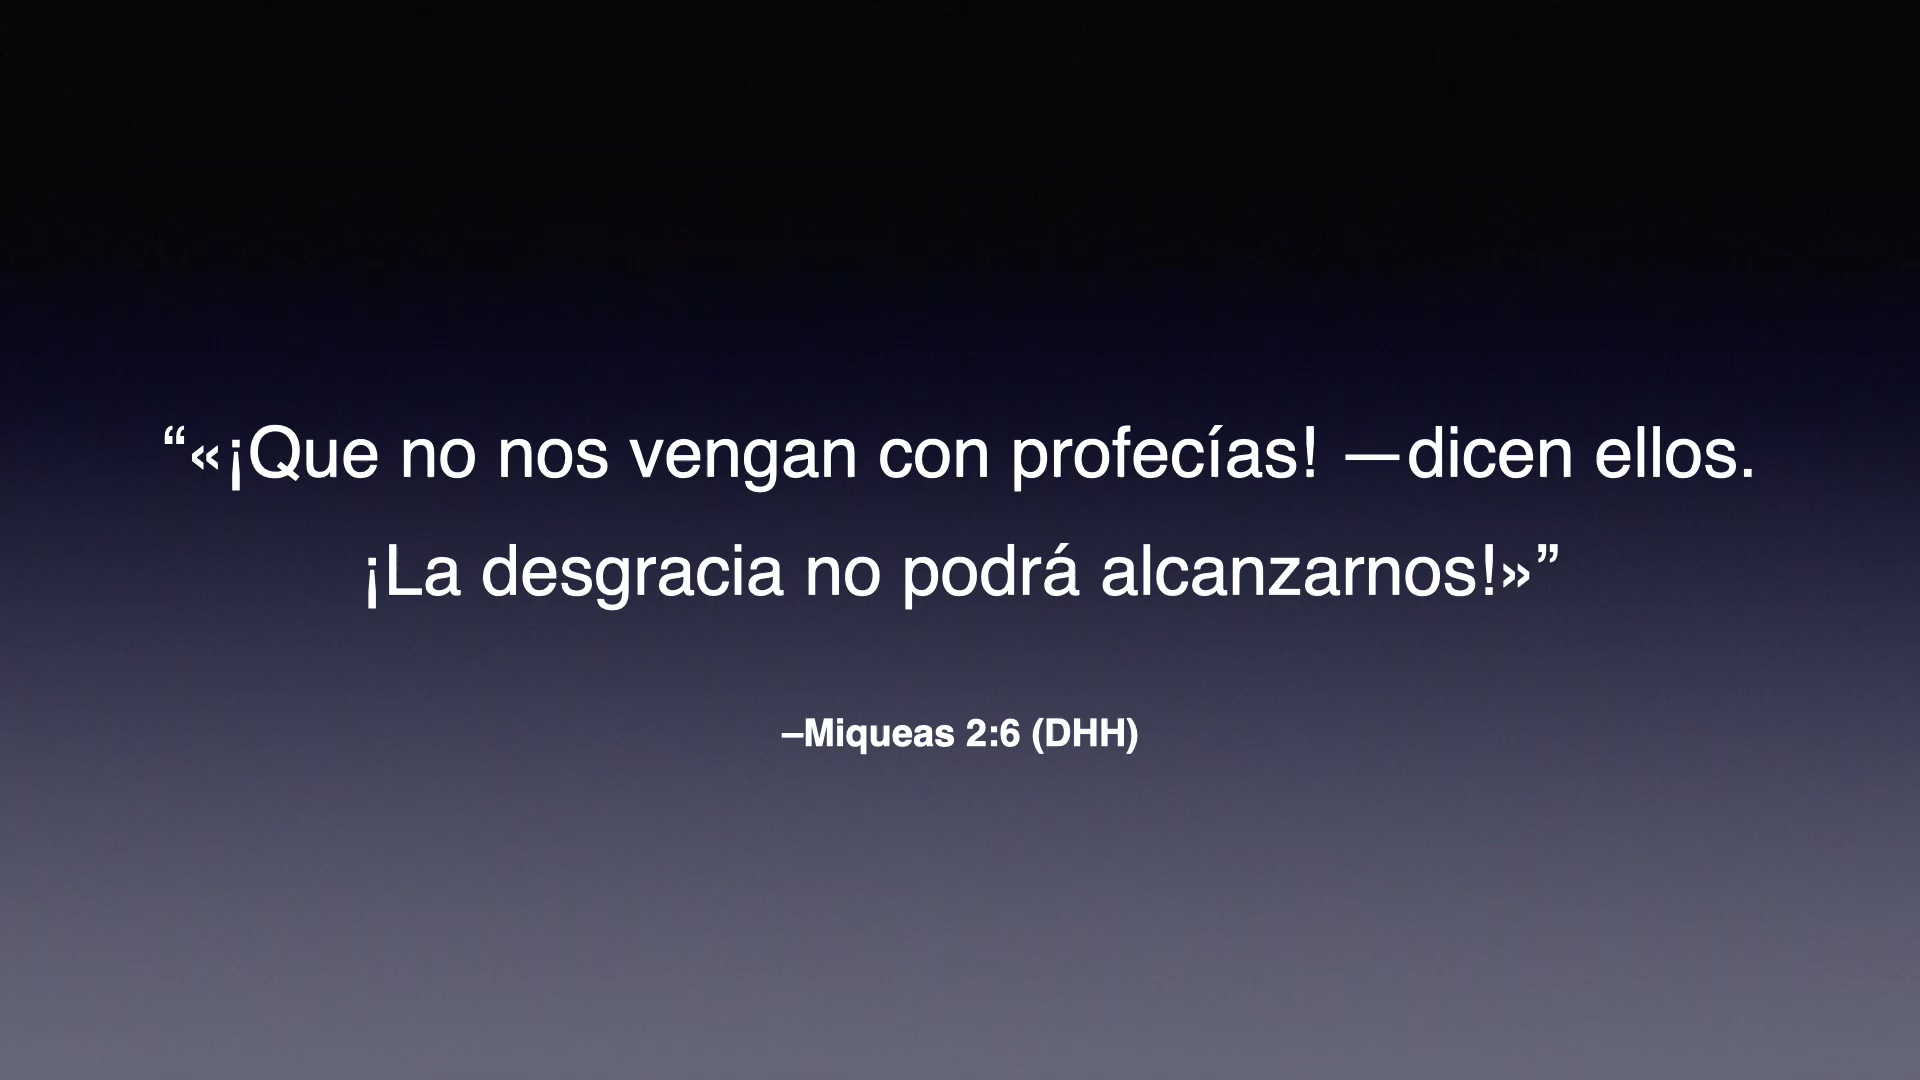 “«¡Que no nos vengan con profecías! —dicen ellos.
¡La desgracia no podrá alcanzarnos!»”
–Miqueas 2:6 (DHH)